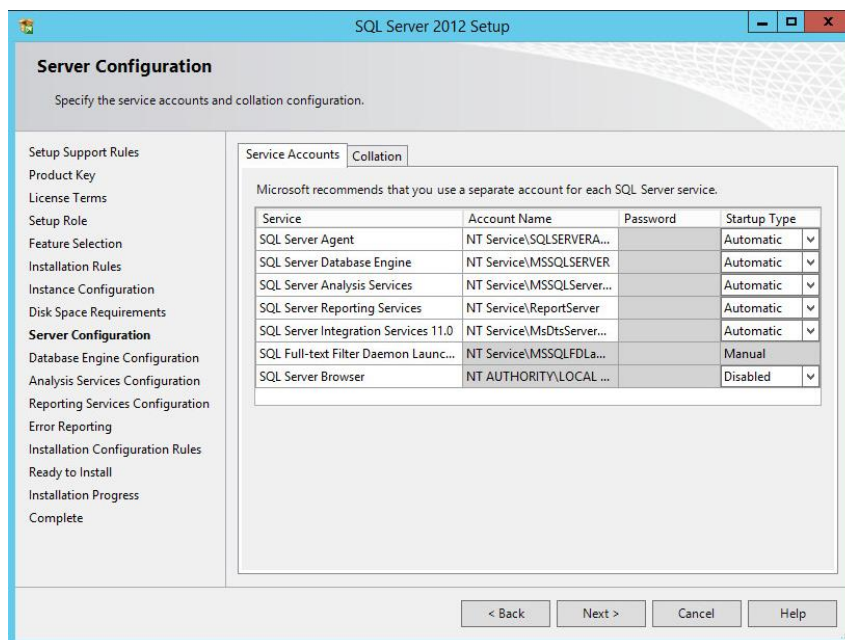 SQL Server 2012 Setup
Server Configuration
Specify the service accounts and collation configuration.
Setup Support Rules
Product Key
License Terms
Setup Role
Feature Selection
Installation Rules
Instance Configuration
Disk Space Requirements
Server Configuration
Database Engine Configuration
Analysis Services Configuration
Reporting Services Configuration
Error Reporting
Installation Configuration Rules
Ready to Install
Installation Progress
Complete
Service Accounts Collation
Microsoft recommends that you use a separate account for each SQL Server service.
Service Account Name Password Startup Type
SQL Server Agent NT Service\SQLSERVERA... Automatic
SQL Server Database Engine NT Service\MSSQLSERVER Automatic
SQL Server Analysis Services NT Service\MSSQLServer... Automatic
SQL Server Reporting Services NT Service\ReportServer Automatic
SQL Server Integration Services 11.0 NT Service\MsDtsServer... Automatic
SQL Full-text Filter Daemon Launc... NT Service\MSSQLFDLa... Manual
SQL Server Browser NT AUTHORITY\LOCAL ... Disabled
< Back Next > Cancel Help